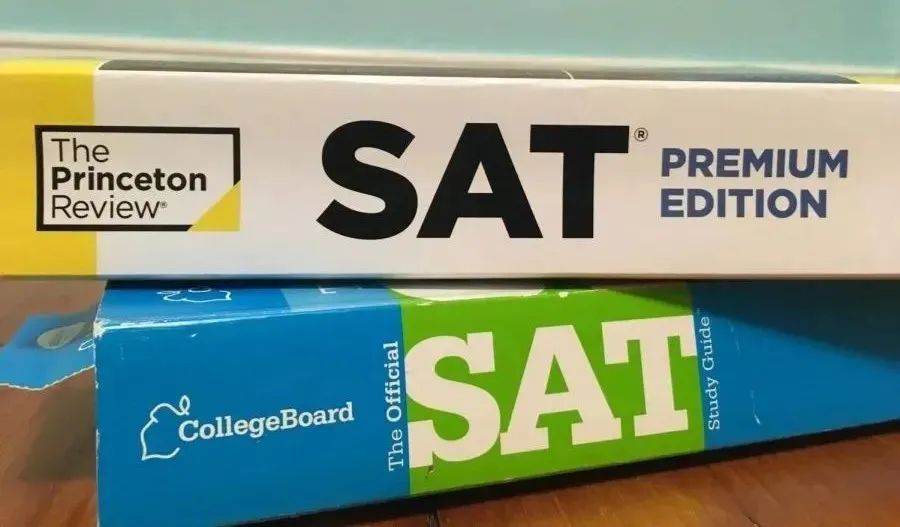 The
Princeton
Review®
SAT®
PREMIUM
EDITION
CollegeBoard
The Official
SAT
Study Guide